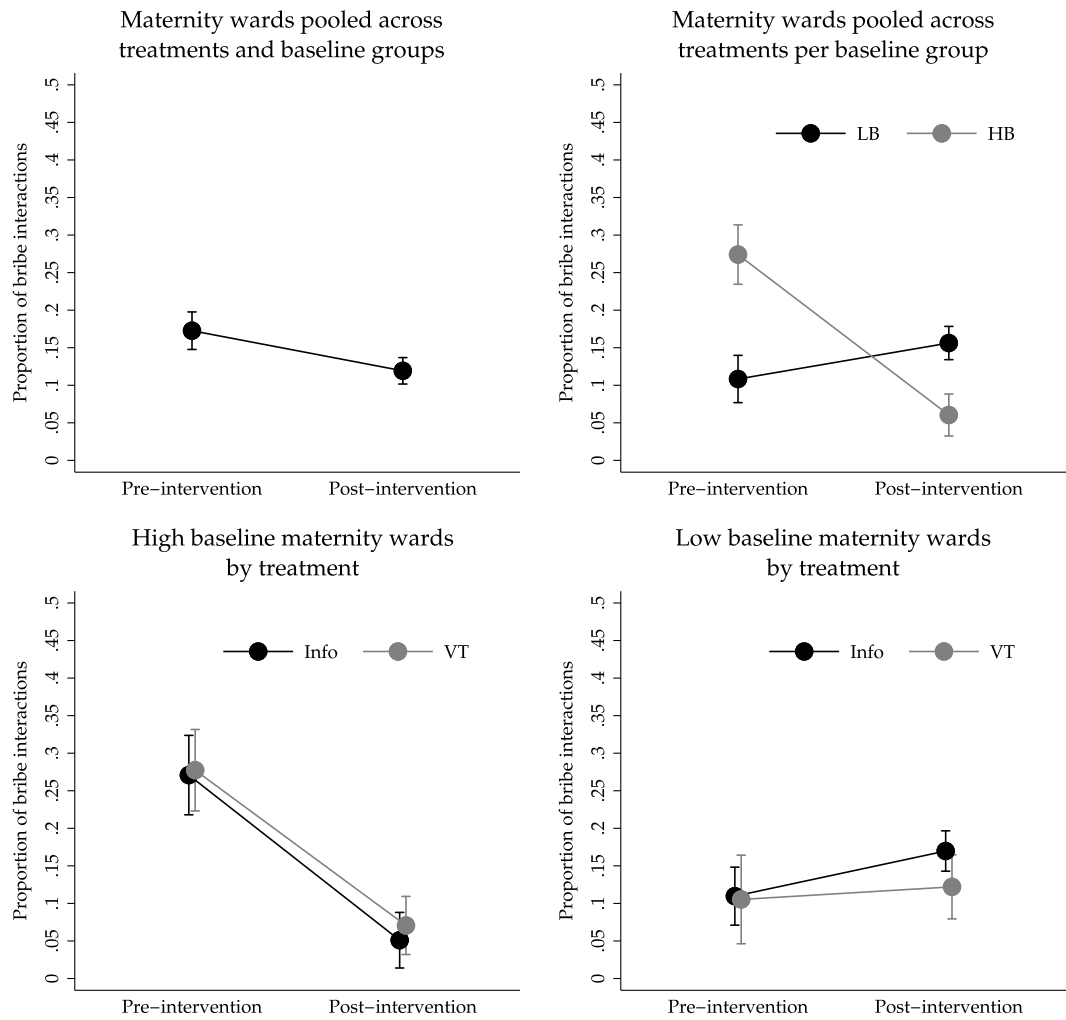 Maternity wards pooled across
treatments and baseline groups
Proportion of bribe interactions
.5
.45
.4
.35
.3
.25
.2
.15
.1
.05
0
Pre−intervention Post−intervention
Maternity wards pooled across
treatments per baseline group
LB HB
Proportion of bribe interactions
.5
.45
.4
.35
.3
.25
.2
.15
.1
.05
0
Pre−intervention Post−intervention
High baseline maternity wards
by treatment
Info VT
Proportion of bribe interactions
.5
.45
.4
.35
.3
.25
.2
.15
.1
.05
0
Pre−intervention Post−intervention
Low baseline maternity wards
by treatment
Info VT
Proportion of bribe interactions
.5
.45
.4
.35
.3
.25
.2
.15
.1
.05
0
Pre−intervention Post−intervention